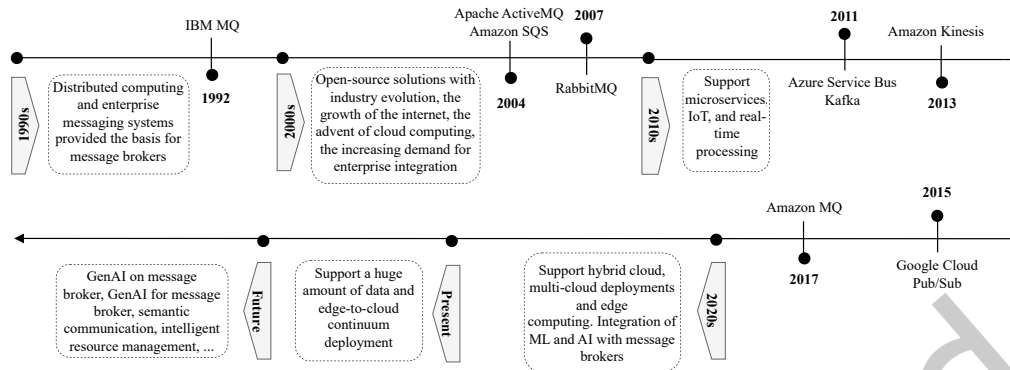 IBM MQ
1992
Apache ActiveMQ
Amazon SQS
2004
2007
RabbitMQ
2011
Azure Service Bus
Kafka
Amazon Kinesis
2013
1990s
Distributed computing
and enterprise
messaging systems
provided the basis for
message brokers
2000s
Open-source solutions with
industry evolution, the
growth of the internet, the
advent of cloud computing,
the increasing demand for
enterprise integration
2010s
Support
microservices,
IoT, and real-
time
processing
2015
Google Cloud
Pub/Sub
Amazon MQ
2017
2020s
Support hybrid cloud,
multi-cloud deployments
and edge
computing. Integration of
ML and AI with message
brokers
Present
Support a huge
amount of data and
edge-to-cloud
continuum
deployment
Future
GenAI on message
broker, GenAI for message
broker, semantic
communication, intelligent
resource management, ...